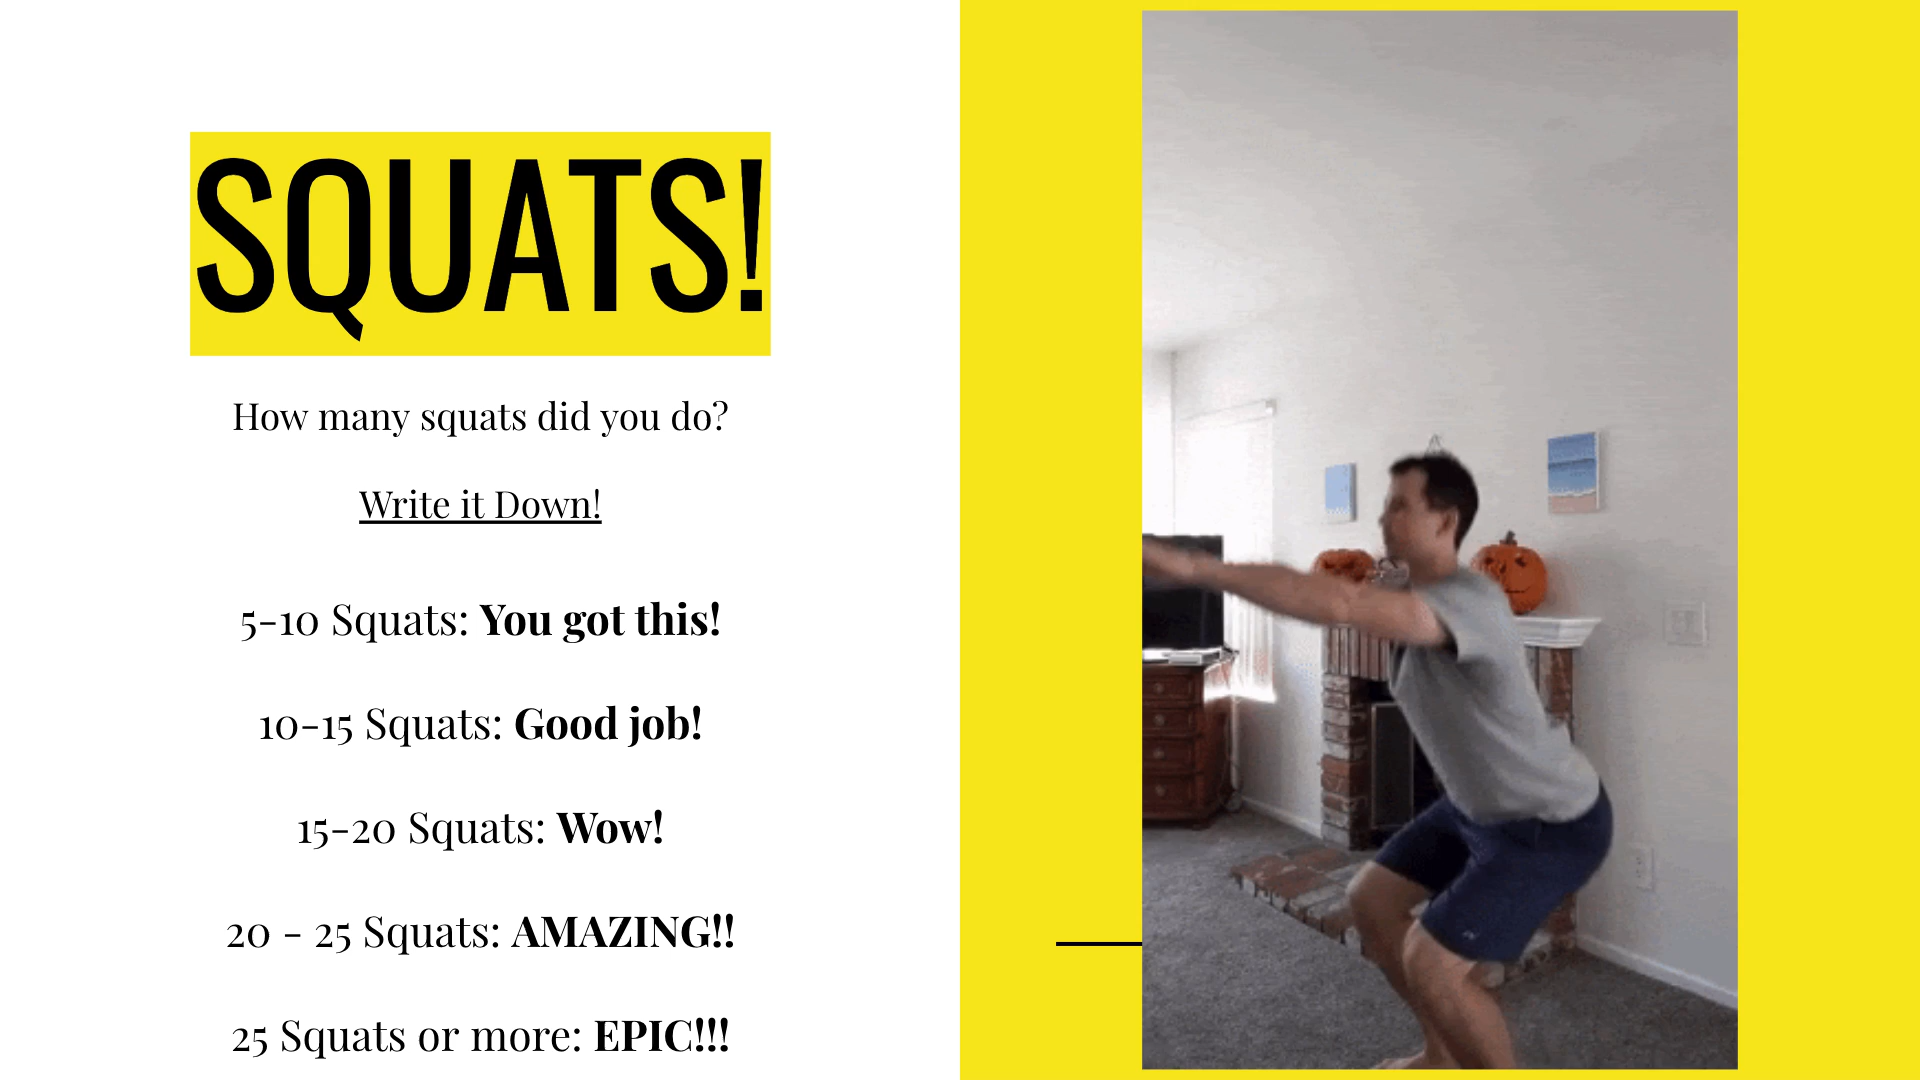 SQUATS!
How many squats did you do?
Write it Down!
5-10 Squats: You got this!
10-15 Squats: Good job!
15-20 Squats: Wow!
20 - 25 Squats: AMAZING!!
25 Squats or more: EPIC!!!